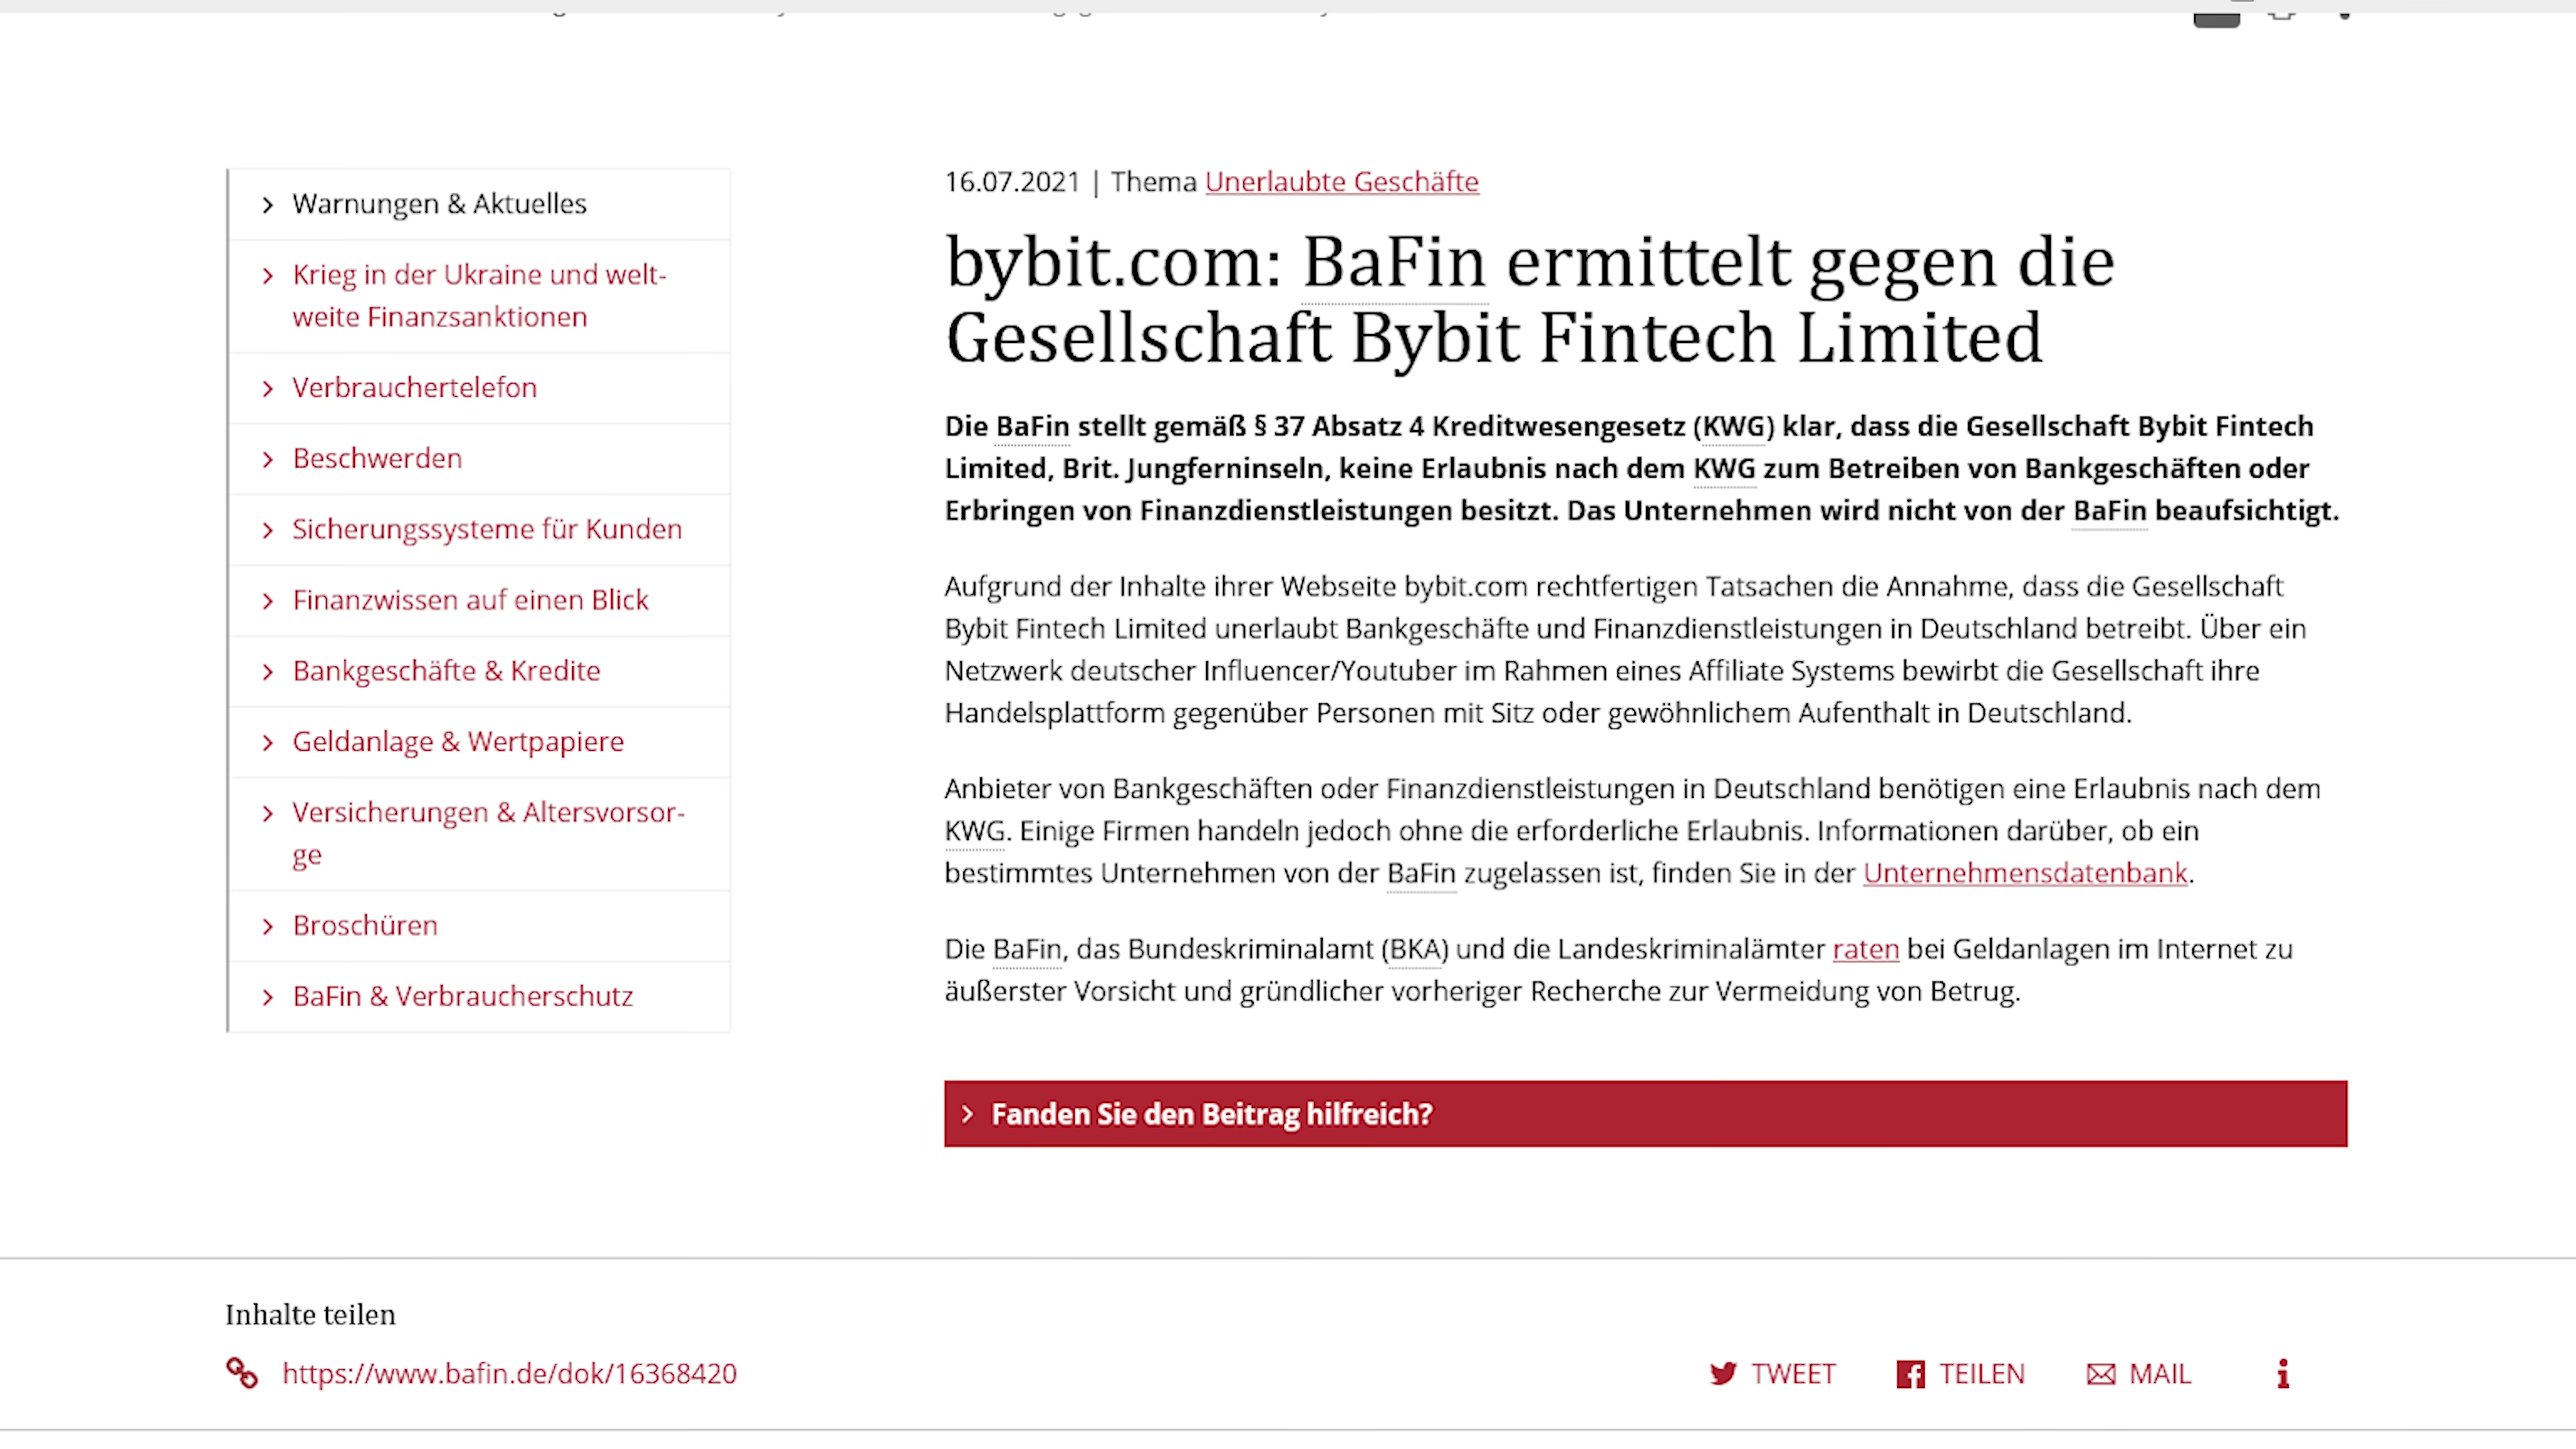 Warnungen & Aktuelles
Krieg in der Ukraine und welt-
weite Finanzsanktionen
Verbrauchertelefon
Beschwerden
Sicherungssysteme für Kunden
Finanzwissen auf einen Blick
Bankgeschäfte & Kredite
Geldanlage & Wertpapiere
Versicherungen & Altersvorsor-
ge
Broschüren
BaFin & Verbraucherschutz
16.07.2021 | Thema Unerlaubte Geschäfte
bybit.com: BaFin ermittelt gegen die
Gesellschaft Bybit Fintech Limited
Die BaFin stellt gemäß § 37 Absatz 4 Kreditwesengesetz (KWG) klar, dass die Gesellschaft Bybit Fintech
Limited, Brit. Jungferninseln, keine Erlaubnis nach dem KWG zum Betreiben von Bankgeschäften oder
Erbringen von Finanzdienstleistungen besitzt. Das Unternehmen wird nicht von der BaFin beaufsichtigt.
Aufgrund der Inhalte ihrer Webseite bybit.com rechtfertigen Tatsachen die Annahme, dass die Gesellschaft
Bybit Fintech Limited unerlaubt Bankgeschäfte und Finanzdienstleistungen in Deutschland betreibt. Über ein
Netzwerk deutscher Influencer/Youtuber im Rahmen eines Affiliate Systems bewirbt die Gesellschaft ihre
Handelsplattform gegenüber Personen mit Sitz oder gewöhnlichem Aufenthalt in Deutschland.
Anbieter von Bankgeschäften oder Finanzdienstleistungen in Deutschland benötigen eine Erlaubnis nach dem
KWG. Einige Firmen handeln jedoch ohne die erforderliche Erlaubnis. Informationen darüber, ob ein
bestimmtes Unternehmen von der BaFin zugelassen ist, finden Sie in der Unternehmensdatenbank.
Die BaFin, das Bundeskriminalamt (BKA) und die Landeskriminalämter raten bei Geldanlagen im Internet zu
äußerster Vorsicht und gründlicher vorheriger Recherche zur Vermeidung von Betrug.
Fanden Sie den Beitrag hilfreich?
Inhalte teilen
https://www.bafin.de/dok/16368420
TWEET
TEILEN
MAIL